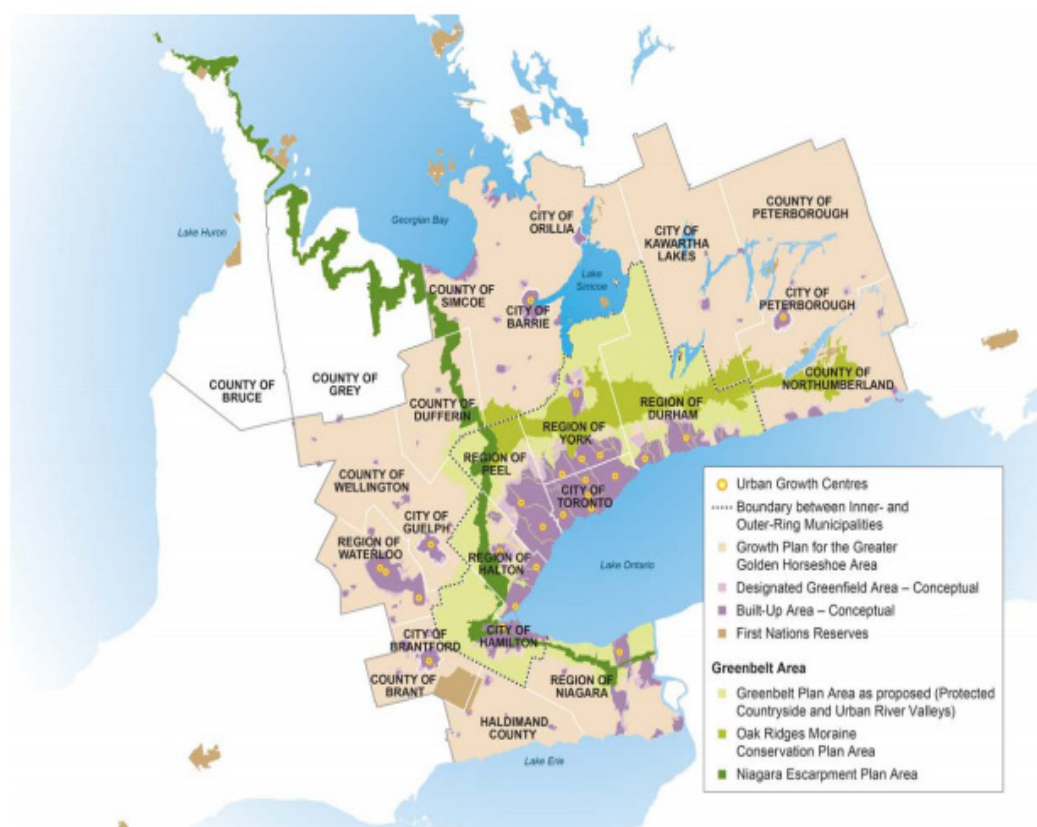 Lake Huron
Georgian Bay
CITY OF
ORILLIA
COUNTY OF
PETERBOROUGH
CITY OF
KAWARTHA
LAKES
Lake
Simcoe
COUNTY OF
SIMCOE
CITY OF
BARRIE
CITY OF
PETERBOROUGH
COUNTY OF
BRUCE
COUNTY OF
GREY
COUNTY OF
DUFFERIN
COUNTY OF
NORTHUMBERLAND
REGION OF
DURHAM
REGION OF
YORK
REGION OF
PEEL
COUNTY OF
WELLINGTON
CITY OF
TORONTO
CITY OF
GUELPH
REGION OF
WATERLOO
REGION OF
HALTON
Lake Ontario
CITY OF
BRANTFORD
CITY OF
HAMILTON
COUNTY OF
BRANT
REGION OF
NIAGARA
HALDIMAND
COUNTY
Lake Erie
Urban Growth Centres
Boundary between Inner- and
Outer-Ring Municipalities
Growth Plan for the Greater
Golden Horseshoe Area
Designated Greenfield Area – Conceptual
Built-Up Area – Conceptual
First Nations Reserves
Greenbelt Area
Greenbelt Plan Area as proposed (Protected
Countryside and Urban River Valleys)
Oak Ridges Moraine
Conservation Plan Area
Niagara Escarpment Plan Area